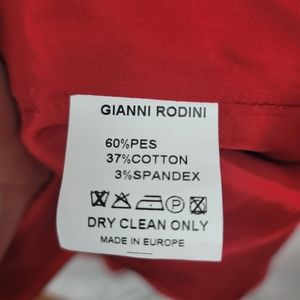 GIANNI RODINI
60%PES
37%COTTON
3%SPANDEX
DRY CLEAN ONLY
MADE IN EUROPE